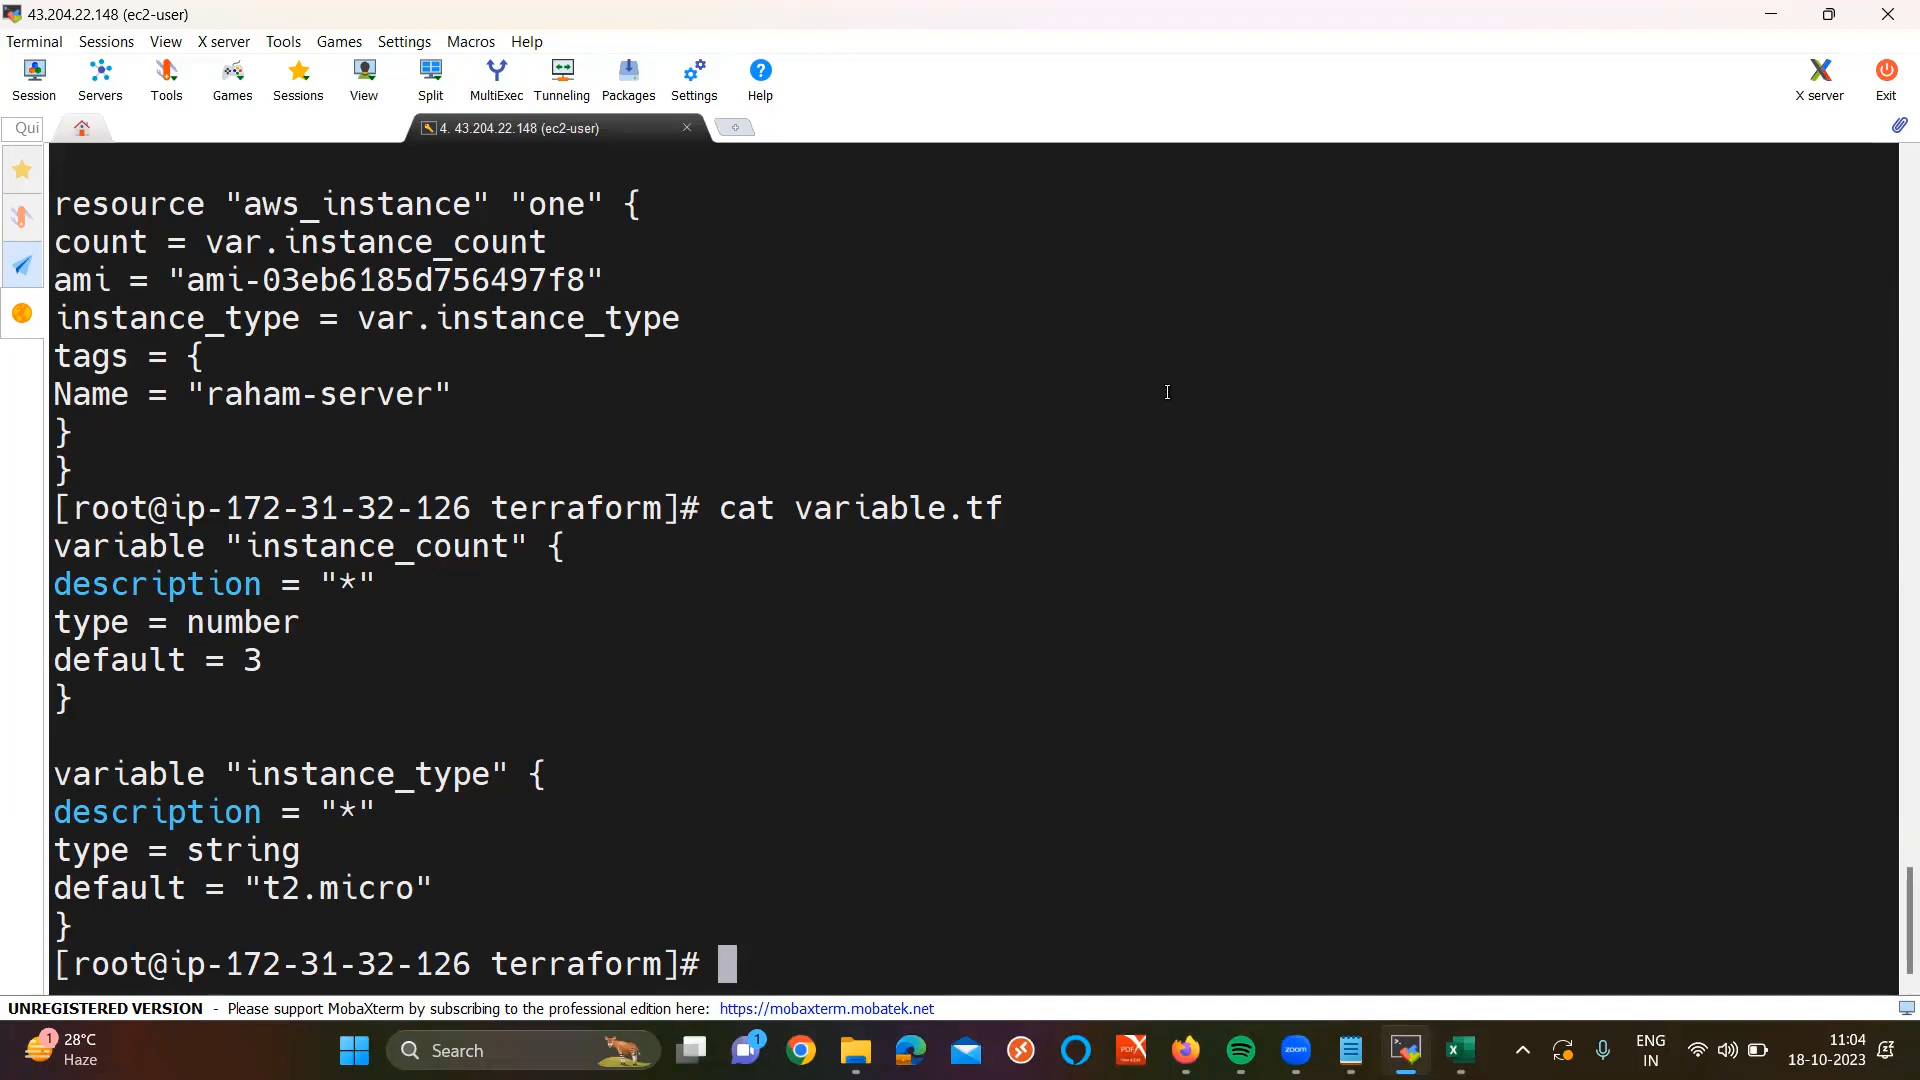 43.204.22.148 (ec2-user)
Terminal Sessions View X server Tools Games Settings Macros Help
Session Servers Tools Games Sessions View Split MultiExec Tunneling Packages Settings Help X server Exit
Qui
4. 43.204.22.148 (ec2-user)
resource "aws_instance" "one" {
count = var.instance_count
ami = "ami-03eb6185d756497f8"
instance_type = var.instance_type
tags = {
Name = "raham-server"
}
}
[root@ip-172-31-32-126 terraform]# cat variable.tf
variable "instance_count" {
description = "*"
type = number
default = 3
}
variable "instance_type" {
description = "*"
type = string
default = "t2.micro"
}
[root@ip-172-31-32-126 terraform]#
UNREGISTERED VERSION - Please support MobaXterm by subscribing to the professional edition here: https://mobaxterm.mobatek.net
1
28°C
Haze
Search
1
PDF
zoom
ENG
IN
11:04
18-10-2023